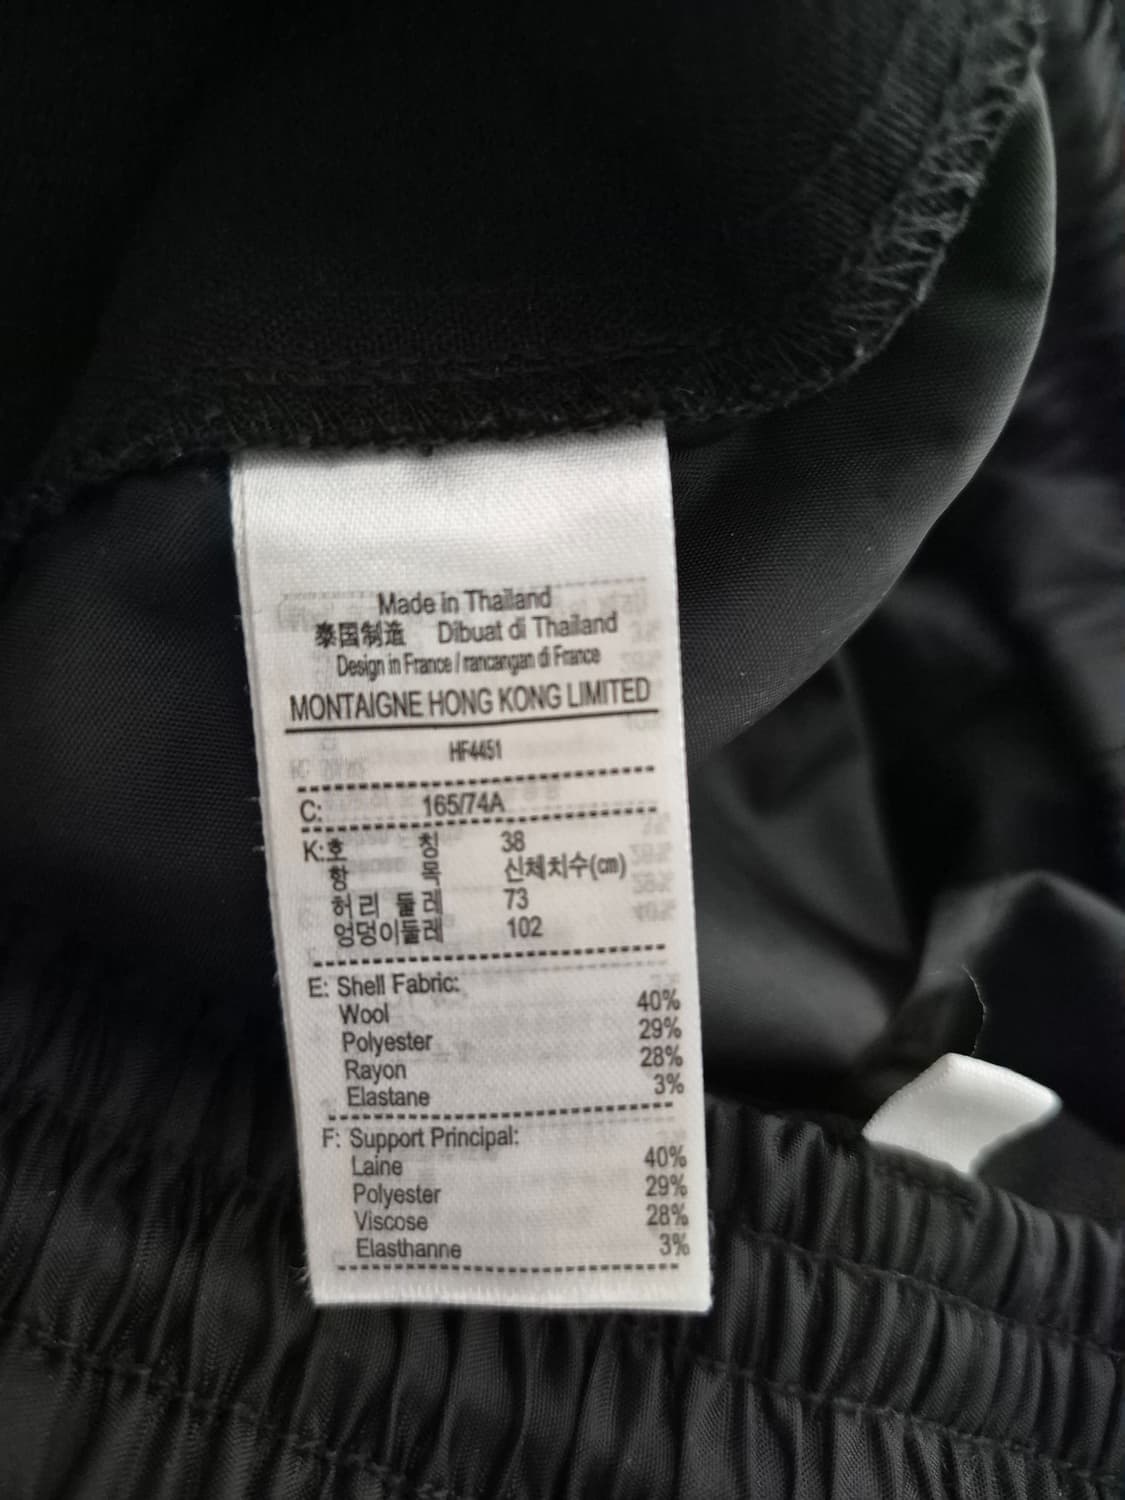 Made in Thailand
泰国制造 Dibuat di Thailand
Design in France / rancangan di France
MONTAIGNE HONG KONG LIMITED
HF4451
C: 165/74A
K:호 칭 38
항 목 신체치수(cm)
허리 둘레 73
엉덩이둘레 102
E: Shell Fabric:
Wool 40%
Polyester 29%
Rayon 28%
Elastane 3%
F: Support Principal:
Laine 40%
Polyester 29%
Viscose 28%
Elasthanne 3%